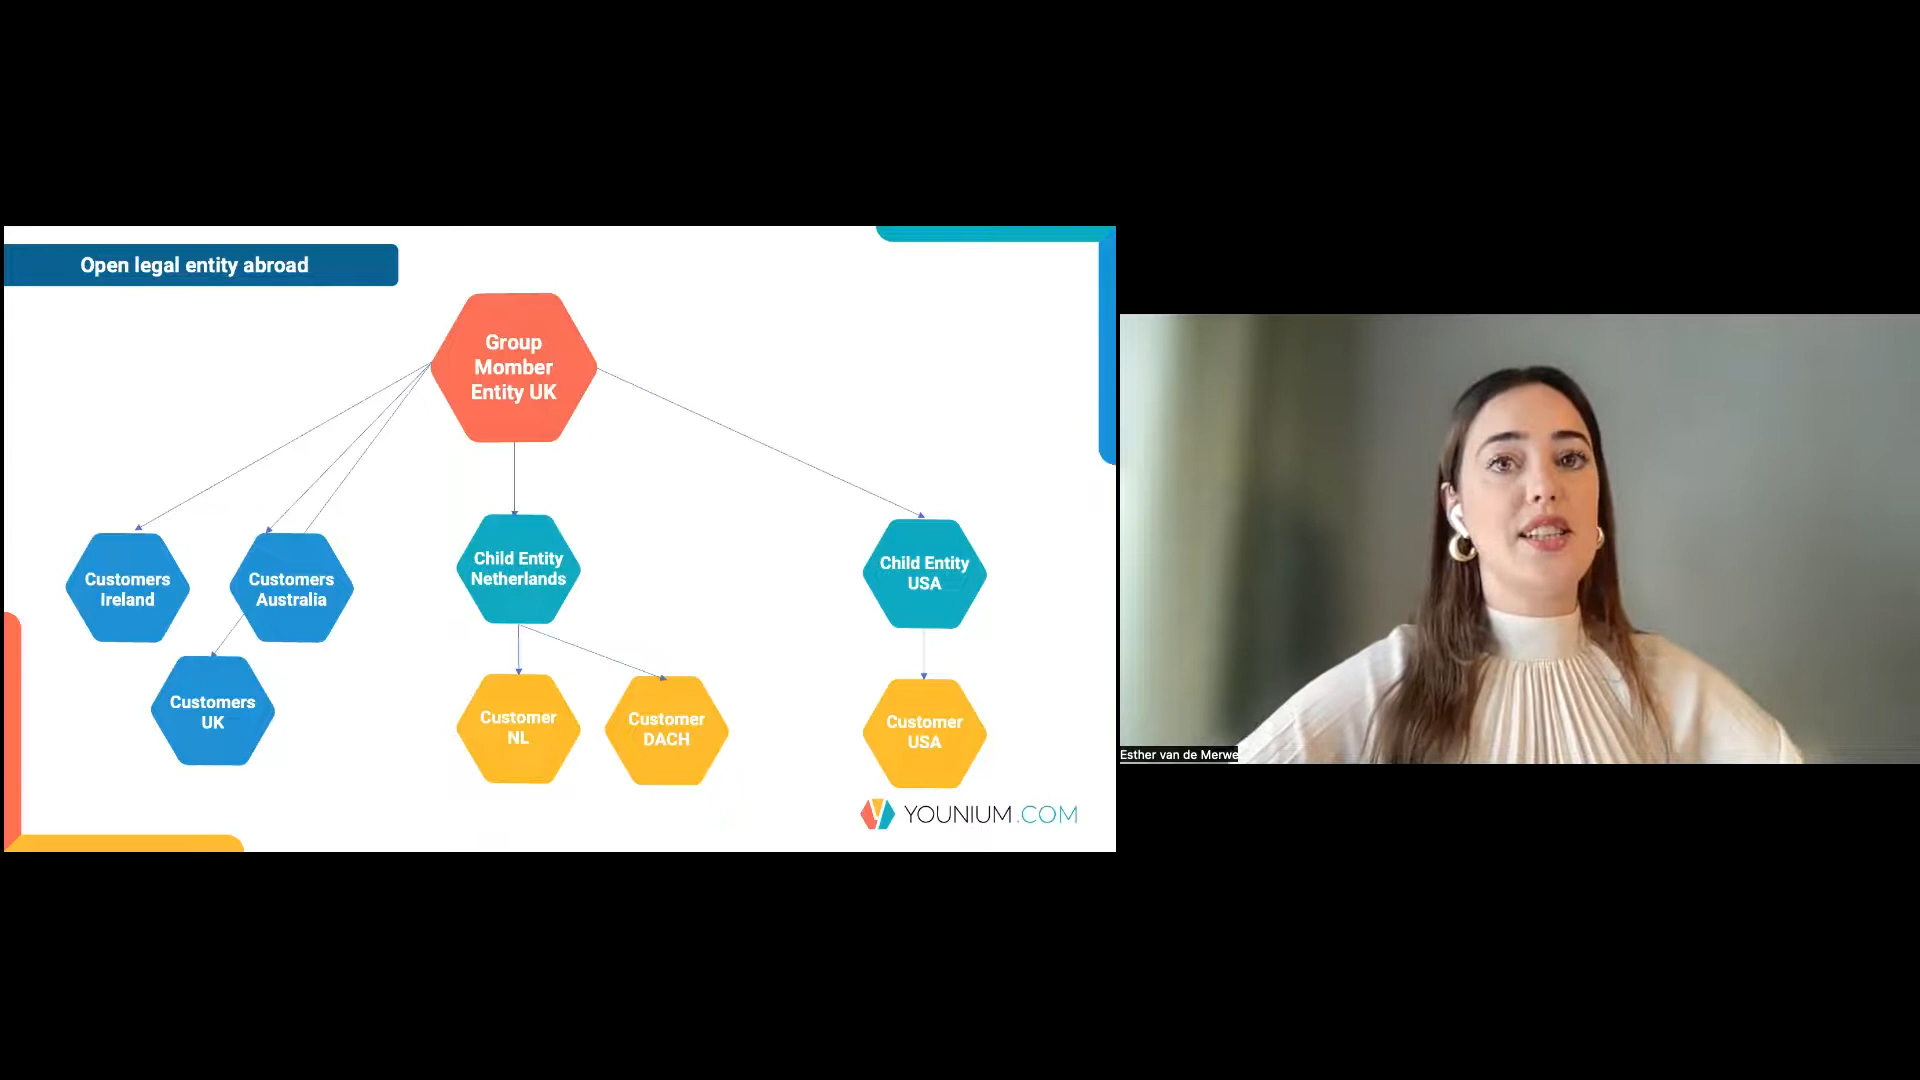 Open legal entity abroad
Group
Momber
Entity UK
Customers
Ireland
Customers
Australia
Child Entity
Netherlands
Child Entity
USA
Customers
UK
Customer
NL
Customer
DACH
Customer
USA
YOUNIUM.COM
Esther van de Merwe